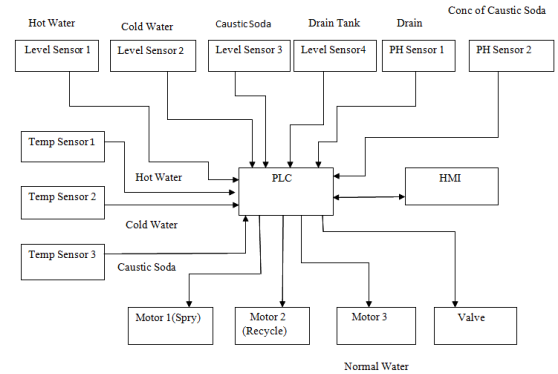 Conc of Caustic Soda
Hot Water
Cold Water
Caustic Soda
Drain Tank
Drain
Level Sensor 1
Level Sensor 2
Level Sensor 3
Level Sensor4
PH Sensor 1
PH Sensor 2
Temp Sensor 1
Hot Water
PLC
HMI
Temp Sensor 2
Cold Water
Temp Sensor 3
Caustic Soda
Motor 1(Spry)
Motor 2
(Recycle)
Motor 3
Valve
Normal Water